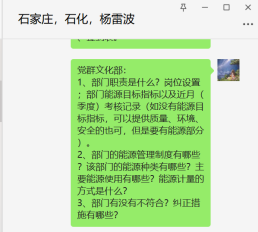 石家庄，石化，杨雷波
党群文化部：
1、部门职责是什么？岗位设置
；部门能源目标指标以及近月（
季度）考核记录（如没有能源目
标指标，可以提供质量、环境、
安全的也可，但是要有能源部分
）。
2、部门的能源管理制度有哪些
？该部门的能源种类有哪些？主
要能源使用有哪些？能源计量的
方式是什么？
3、部门有没有不符合？纠正措
施有哪些？